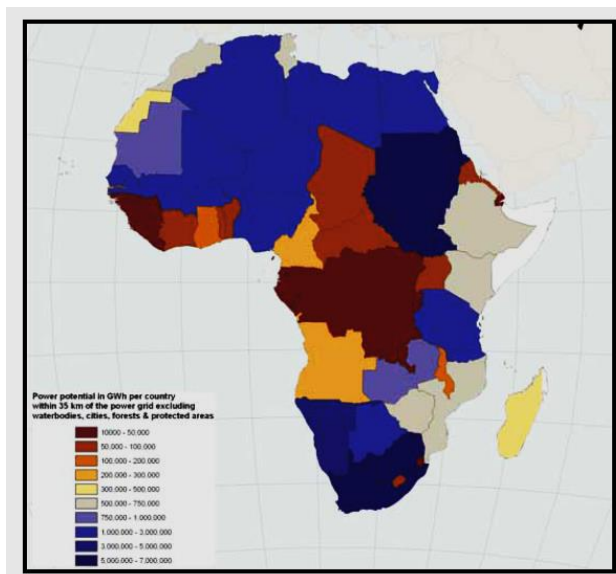 Power potential in GWh per country
within 35 km of the power grid excluding
waterbodies, cities, forests & protected areas
10000 - 50.000
50.000 - 100.000
100.000 - 200.000
200.000 - 300.000
300.000 - 500.000
500.000 - 750.000
750.000 - 1.000.000
1.000.000 - 3.000.000
3.000.000 - 5.000.000
5.000.000 - 7.000.000